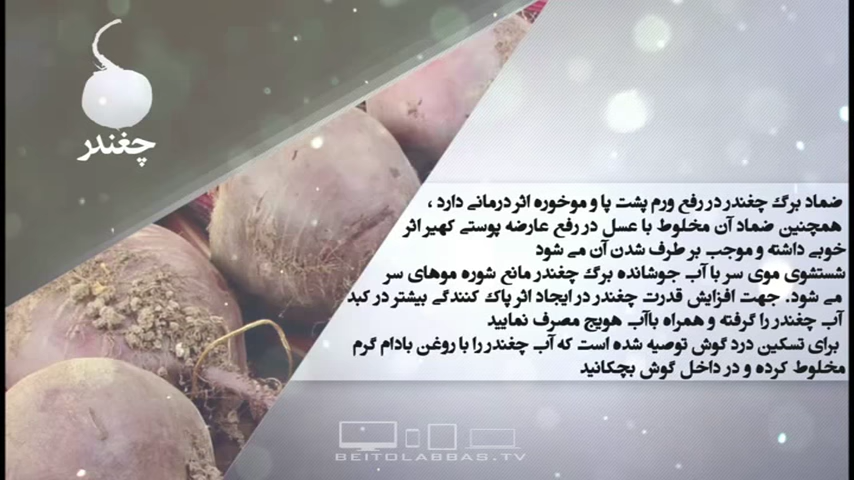 چغندر
ضماد برگ چغندر در رفع ورم پشت پا و موخوره اثر درمانی دارد ،
همچنین ضماد آن مخلوط با عسل در رفع عارضه پوستی کهیر اثر
خوبی داشته و موجب بر طرف شدن آن می شود
شستشوی موی سر با آب جوشانده برگ چغندر مانع شوره موهای سر
می شود. جهت افزایش قدرت چغندر در ایجاد اثر پاک کنندگی بیشتر در کبد
آب چغندر را گرفته و همراه باآب هویج مصرف نمایید
برای تسکین درد گوش توصیه شده است که آب چغندر را با روغن بادام گرم
مخلوط کرده و در داخل گوش بچکانید
BEITOLABBAS.TV